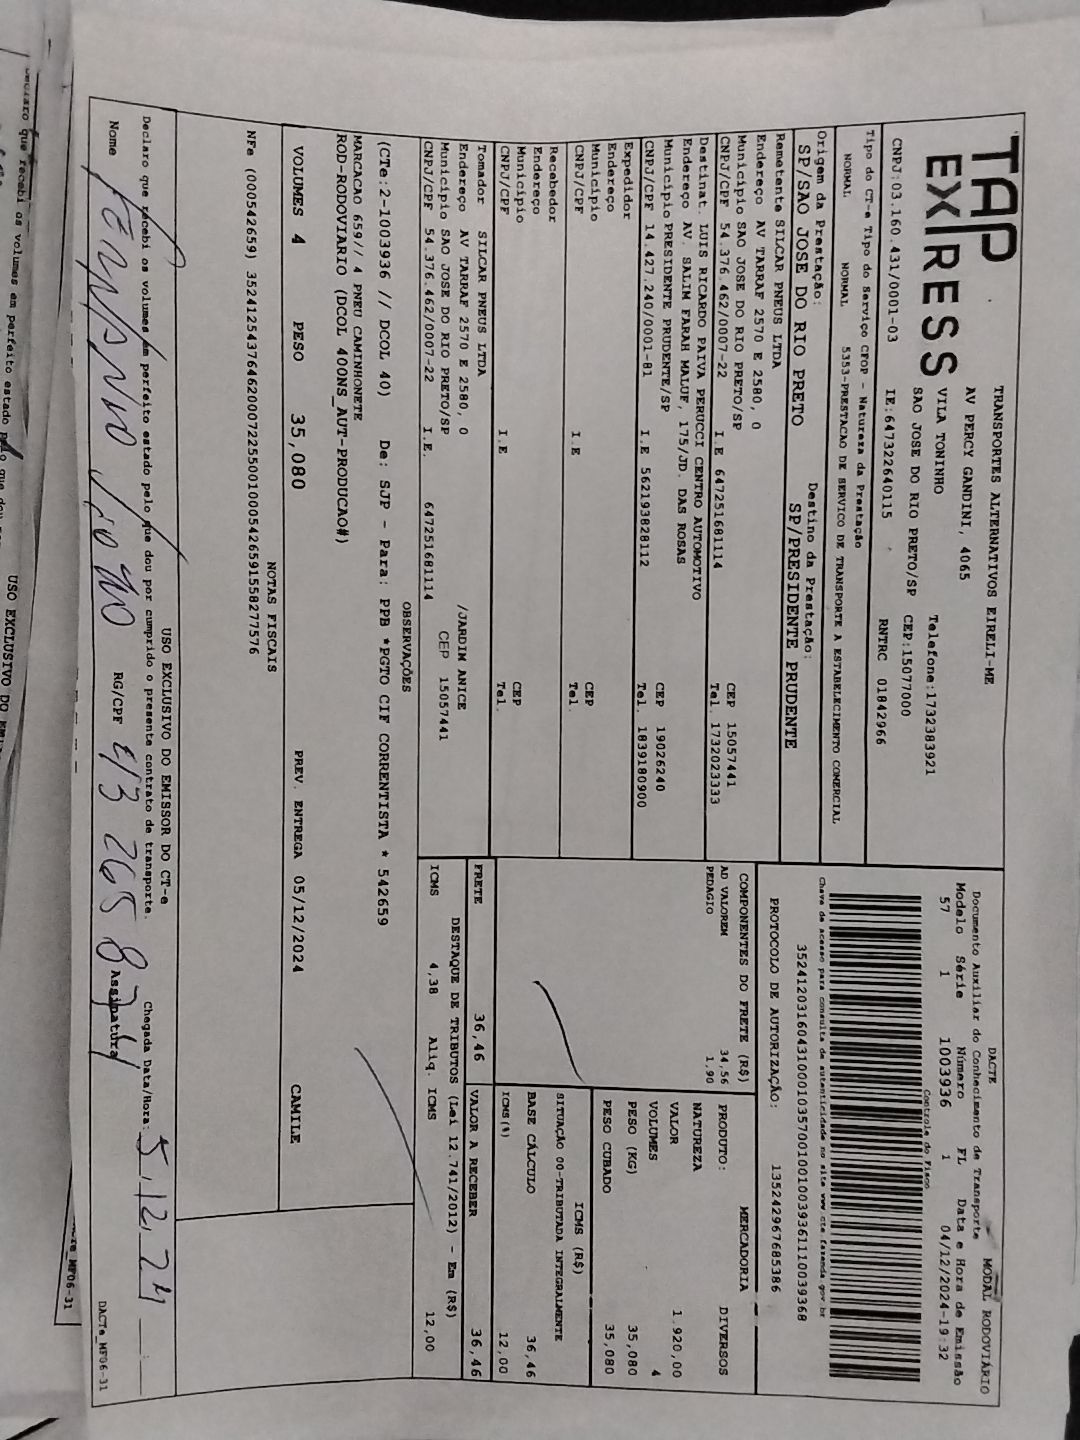 TAP
EXPRESS
TRANSPORTES ALTERNATIVOS EIRELI-ME
AV PERCY GANDINI, 4065
VILA TONINHO Telefone:1732383921
SAO JOSE DO RIO PRETO/SP CEP:15077000
CNPJ:03.160.431/0001-03 IE:647322640115 RNTRC 01842966
Tipo do CT-e Tipo do Serviço CFOP - Natureza da Prestação
NORMAL NORMAL 5353-PRESTACAO DE SERVICO DE TRANSPORTE A ESTABELECIMENTO COMERCIAL
Origem da Prestação: Destino da Prestação:
SP/SAO JOSE DO RIO PRETO SP/PRESIDENTE PRUDENTE
Remetente SILCAR PNEUS LTDA
Endereço AV TARRAF 2570 E 2580, 0 CEP 15057441
Município SAO JOSE DO RIO PRETO/SP Tel. 1732023333
CNPJ/CPF 54.376.462/0007-22 I.E 647251681114
Destinat. LUIS RICARDO PAIVA PERUCCI CENTRO AUTOMOTIVO
Endereço AV. SALIM FARAH MALUF, 175/JD. DAS ROSAS
Município PRESIDENTE PRUDENTE/SP CEP 19026240
CNPJ/CPF 14.427.240/0001-81 I.E 562193828112 Tel. 1839180900
Expedidor
Endereço
Município CEP
CNPJ/CPF I.E Tel.
Recebedor
Endereço
Município CEP
CNPJ/CPF I.E Tel.
Tomador SILCAR PNEUS LTDA
Endereço AV TARRAF 2570 E 2580, 0 /JARDIM ANICE
Município SAO JOSE DO RIO PRETO/SP CEP 15057441
CNPJ/CPF 54.376.462/0007-22 I.E. 647251681114
DACTE MODAL RODOVIÁRIO
Documento Auxiliar do Conhecimento de Transporte
Modelo Série Número FL Data e Hora de Emissão
57 1 1003936 1 04/12/2024-19:32
Controle do Fisco
Chave de acesso para consulta de autenticidade no site www.cte.fazenda.gov.br
PROTOCOLO DE AUTORIZAÇÃO: 135242967685386
COMPONENTES DO FRETE (R$)
AD VALOREM 34,56
PEDAGIO 1,90
MERCADORIA
PRODUTO: DIVERSOS
NATUREZA
VALOR 1.920,00
VOLUMES 4
PESO (KG) 35,080
PESO CUBADO 35,080
ICMS (R$)
SITUAÇÃO 00-TRIBUTADA INTEGRALMENTE
BASE CÁLCULO 36,46
ICMS(%) 12,00
FRETE 36,46 VALOR A RECEBER 36,46
DESTAQUE DE TRIBUTOS (Lei 12.741/2012) - Em (R$)
ICMS 4,38 Aliq. ICMS 12,00
OBSERVAÇÕES
(CTe:2-1003936 // DCOL 40) De: SJP - Para: PPB *PGTO CIF CORRENTISTA * 542659
MARCACAO 659// 4 PNEU CAMINHONETE
ROD-RODOVIARIO (DCOL 400NS_AUT-PRODUCAO#)
VOLUMES 4 PESO 35,080 PREV. ENTREGA 05/12/2024 CAMILE
NOTAS FISCAIS
USO EXCLUSIVO DO EMISSOR DO CT-e
Declaro que recebi os volumes em perfeito estado pelo que dou por cumprido o presente contrato de transporte. Chegada Data/Hora: 5.12.24
Nome RG/CPF Assinatura
DACTe_MF06-31